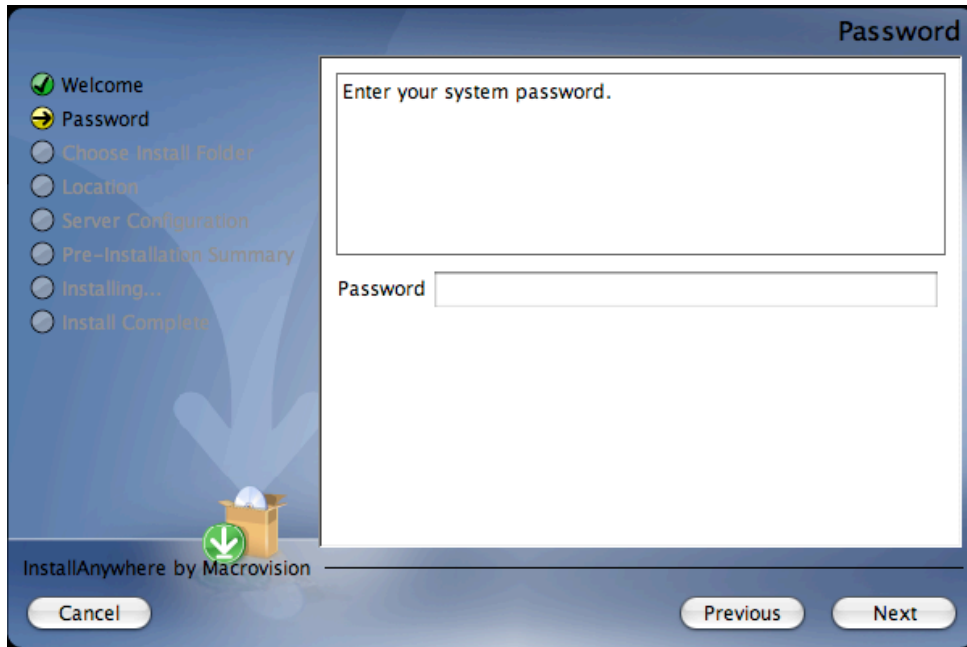 Password
Welcome
Password
Choose Install Folder
Location
Server Configuration
Pre-Installation Summary
Installing...
Install Complete
Enter your system password.
Password
InstallAnywhere by Macrovision
Cancel
Previous
Next